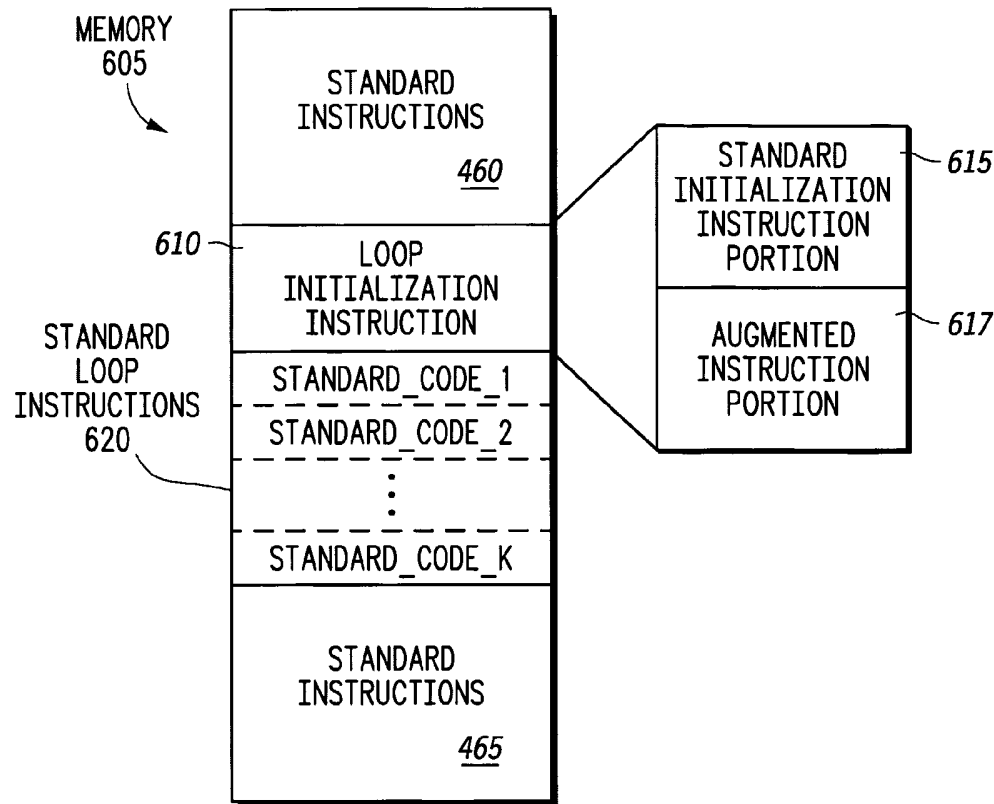 MEMORY
605
STANDARD
INSTRUCTIONS
460
610
LOOP
INITIALIZATION
INSTRUCTION
STANDARD
INITIALIZATION
INSTRUCTION
PORTION
615
AUGMENTED
INSTRUCTION
PORTION
617
STANDARD
LOOP
INSTRUCTIONS
620
STANDARD_CODE_1
STANDARD_CODE_2
STANDARD_CODE_K
STANDARD
INSTRUCTIONS
465